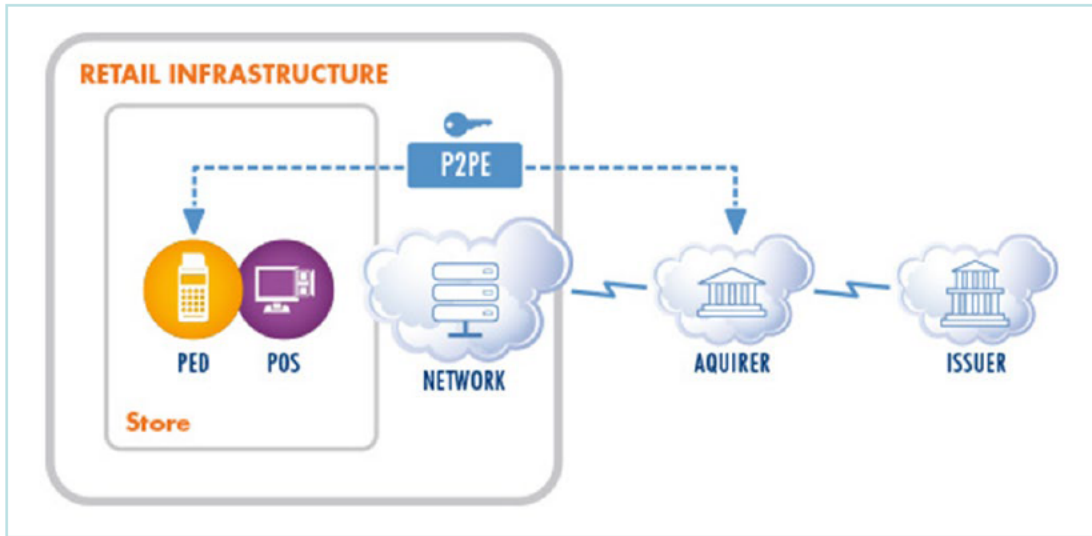 RETAIL INFRASTRUCTURE
P2PE
PED
POS
NETWORK
AQUIRER
ISSUER
Store